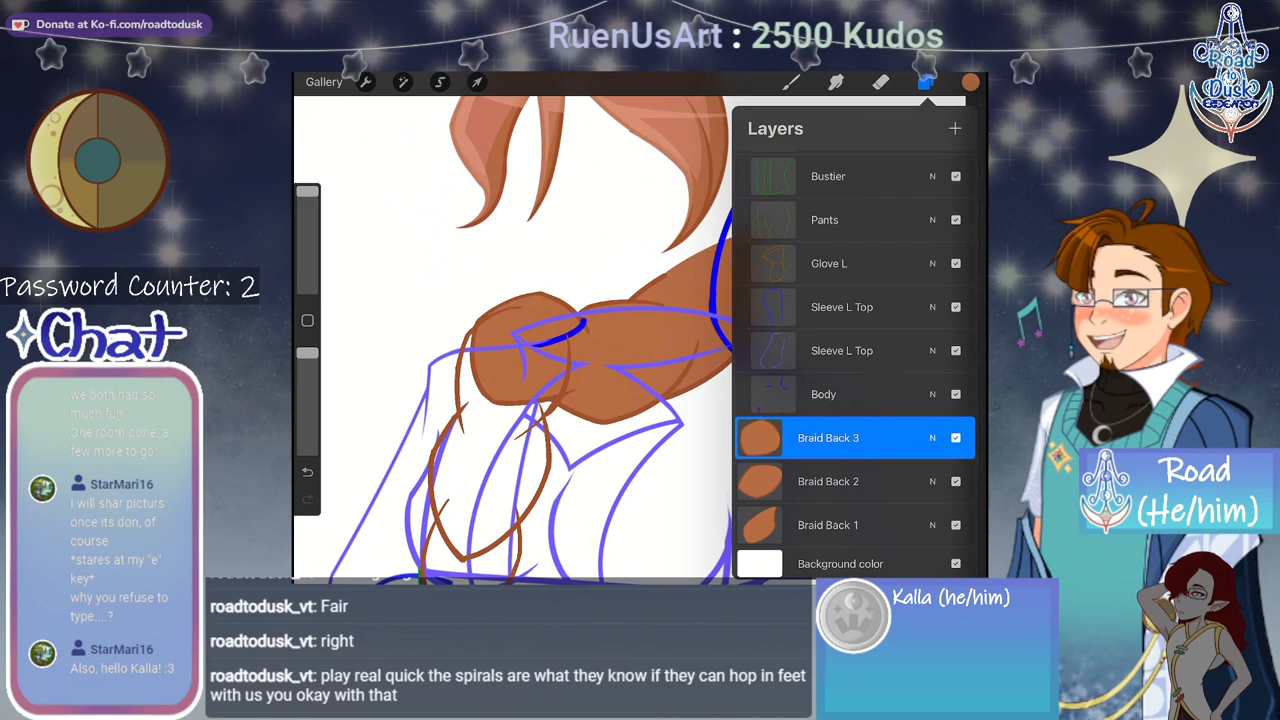 Donate at Ko-fi.com/roadtodusk
RuenUsArt : 2500 Kudos
Road
to
Dusk
Gallery
Layers
Bustier
N
Pants
N
Glove L
N
Sleeve L Top
N
Sleeve L Top
N
Body
N
Braid Back 3
N
Braid Back 2
N
Braid Back 1
N
Background color
Password Counter: 2
Chat
we both had so
much fun
One room done; a
few more to go!
StarMari16
I will shar picturs
once its don, of
course
*stares at my "e"
key*
why you refuse to
type....?
StarMari16
Also, hello Kalla! :3
roadtodusk_vt: Fair
roadtodusk_vt: right
roadtodusk_vt: play real quick the spirals are what they know if they can hop in feet
with us you okay with that
Road
(He/him)
Kalla (he/him)